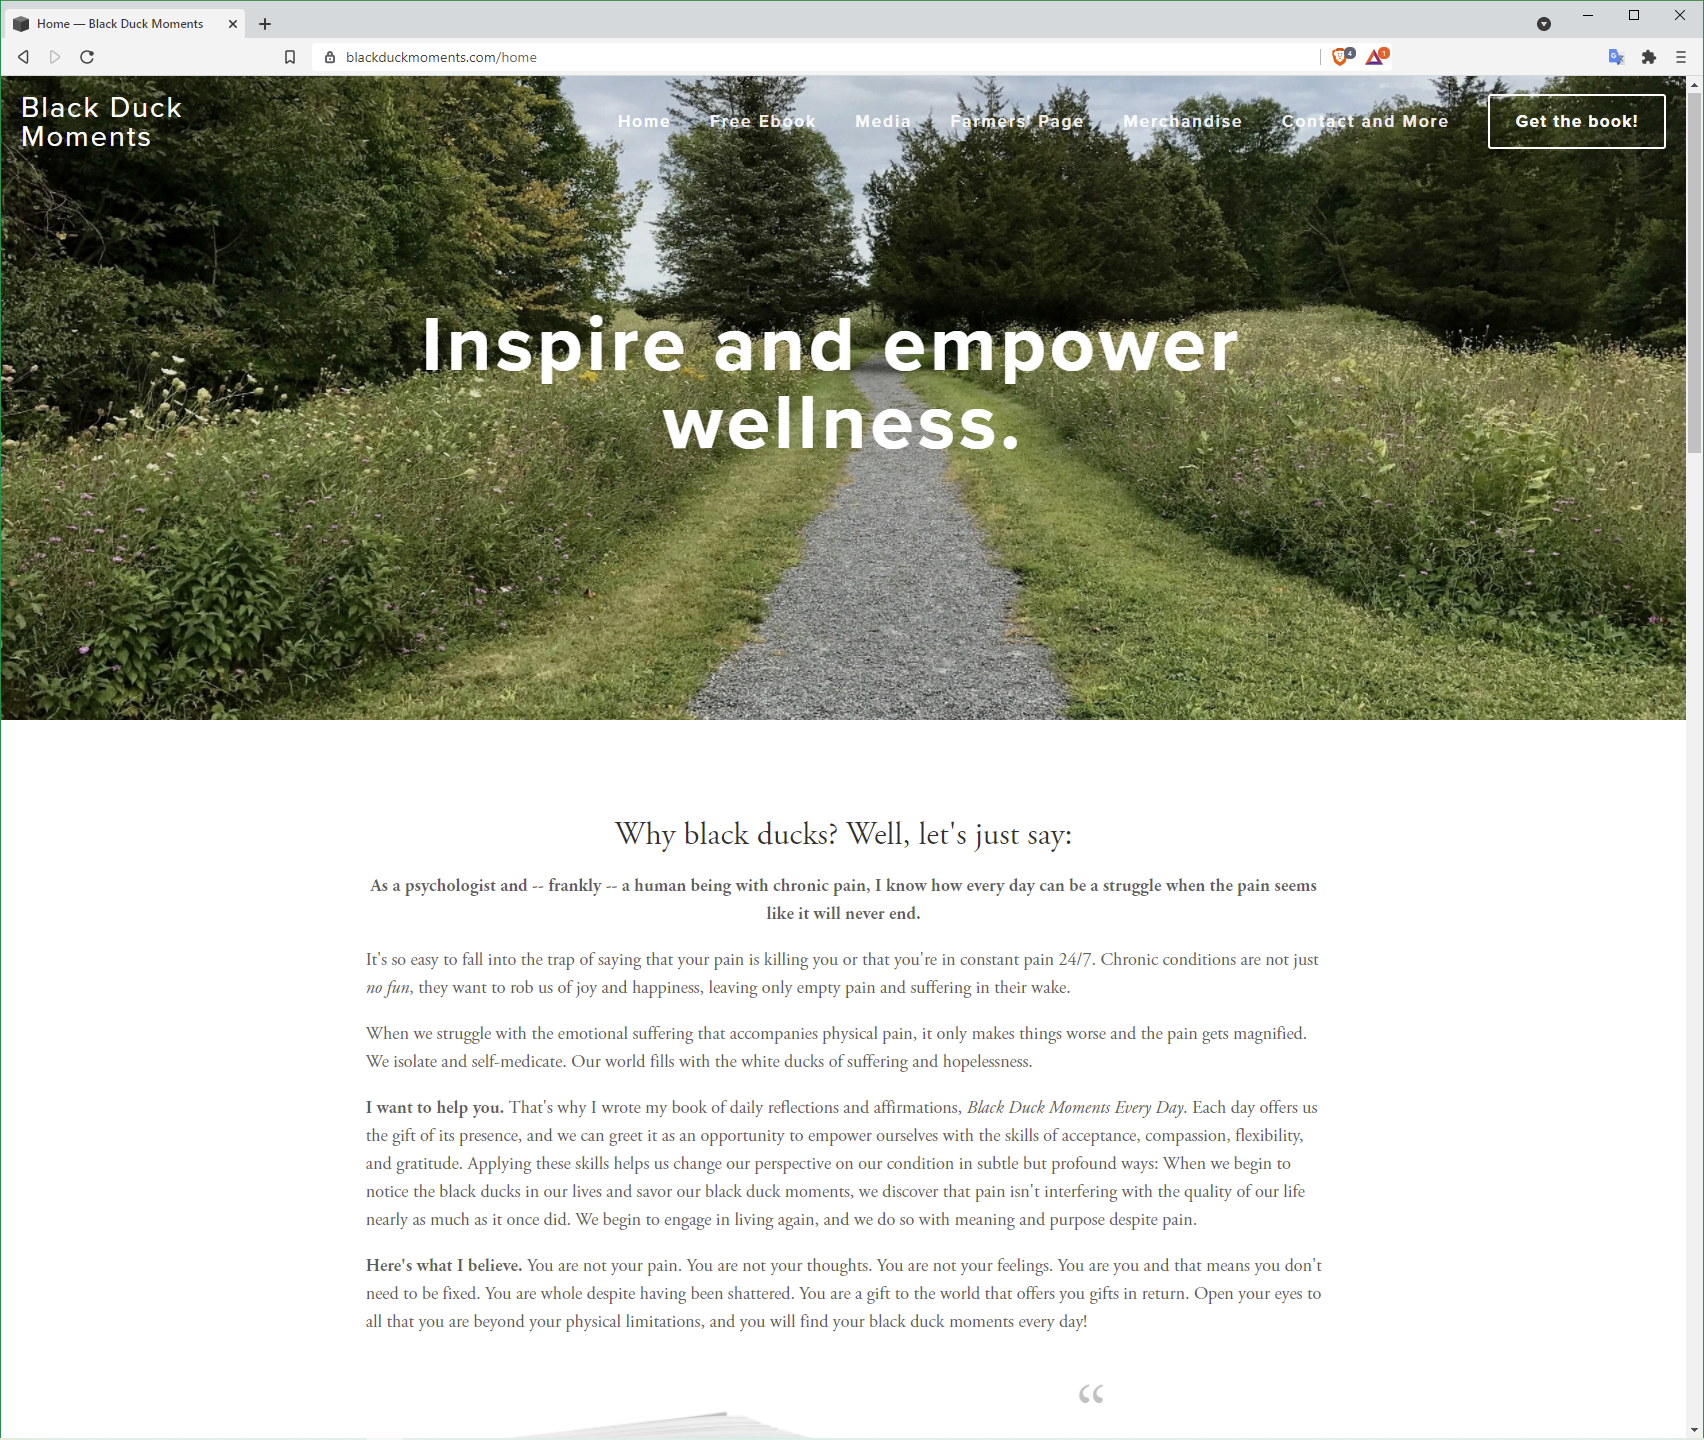 Home — Black Duck Moments
blackduckmoments.com/home
4
1
Black Duck
Moments
Home Free Ebook Media Farmers' Page Merchandise Contact and More Get the book!
Inspire and empower
wellness.
Why black ducks? Well, let's just say:
As a psychologist and -- frankly -- a human being with chronic pain, I know how every day can be a struggle when the pain seems
like it will never end.
It's so easy to fall into the trap of saying that your pain is killing you or that you're in constant pain 24/7. Chronic conditions are not just
no fun, they want to rob us of joy and happiness, leaving only empty pain and suffering in their wake.
When we struggle with the emotional suffering that accompanies physical pain, it only makes things worse and the pain gets magnified.
We isolate and self-medicate. Our world fills with the white ducks of suffering and hopelessness.
I want to help you. That's why I wrote my book of daily reflections and affirmations, Black Duck Moments Every Day. Each day offers us
the gift of its presence, and we can greet it as an opportunity to empower ourselves with the skills of acceptance, compassion, flexibility,
and gratitude. Applying these skills helps us change our perspective on our condition in subtle but profound ways: When we begin to
notice the black ducks in our lives and savor our black duck moments, we discover that pain isn't interfering with the quality of our life
nearly as much as it once did. We begin to engage in living again, and we do so with meaning and purpose despite pain.
Here's what I believe. You are not your pain. You are not your thoughts. You are not your feelings. You are you and that means you don't
need to be fixed. You are whole despite having been shattered. You are a gift to the world that offers you gifts in return. Open your eyes to
all that you are beyond your physical limitations, and you will find your black duck moments every day!
“